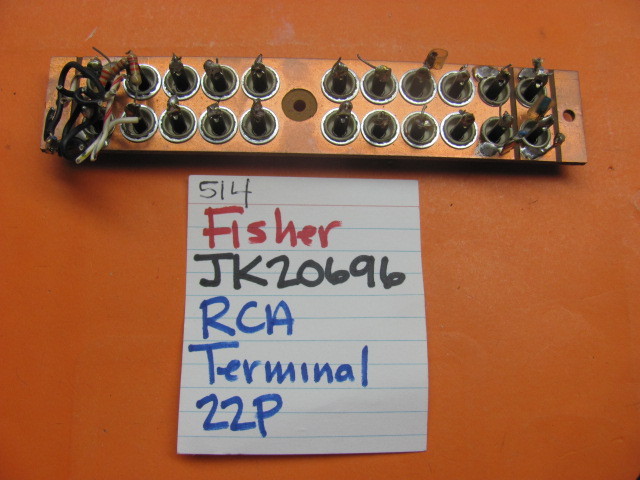 514
Fisher
JK20696
RCA
Terminal
22P